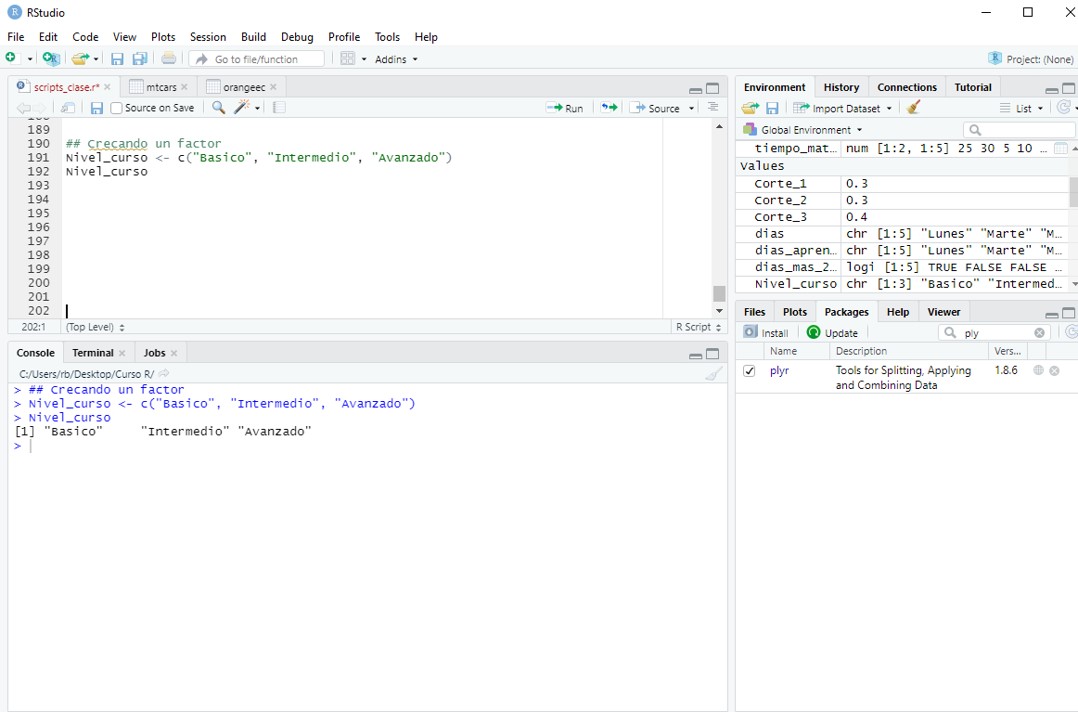 RStudio
File Edit Code View Plots Session Build Debug Profile Tools Help
Go to file/function Addins Project: (None)
scripts_clase.r* mtcars orangeec
Source on Save Run Source
189
190 ## Crecando un factor
191 Nivel_curso <- c("Basico", "Intermedio", "Avanzado")
192 Nivel_curso
193
194
195
196
197
198
199
200
201
202
202:1 (Top Level) R Script
Console Terminal Jobs
C:/Users/rb/Desktop/Curso R/
> ## Crecando un factor
> Nivel_curso <- c("Basico", "Intermedio", "Avanzado")
> Nivel_curso
[1] "Basico" "Intermedio" "Avanzado"
>
Environment History Connections Tutorial
Import Dataset List
Global Environment
tiempo_mat… num [1:2, 1:5] 25 30 5 10 …
Values
Corte_1 0.3
Corte_2 0.3
Corte_3 0.4
dias chr [1:5] "Lunes" "Marte" "M…
dias_apren… chr [1:5] "Lunes" "Marte" "M…
dias_mas_2… logi [1:5] TRUE FALSE FALSE …
Nivel_curso chr [1:3] "Basico" "Intermed…
Files Plots Packages Help Viewer
Install Update ply
Name Description Vers...
plyr Tools for Splitting, Applying 1.8.6
and Combining Data